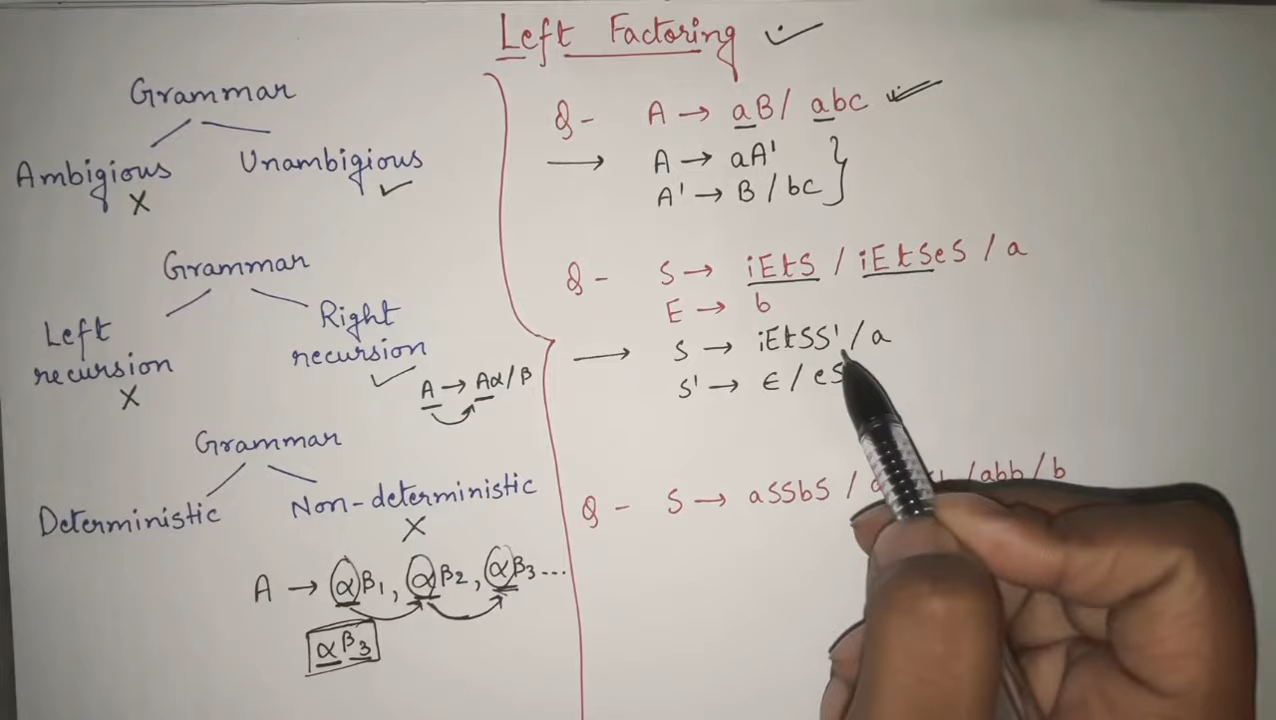 Left Factoring
Grammar
Ambigious Unambigious
Grammar
Left
recursion
Right
recursion
A → Aα/β
Grammar
Deterministic Non-deterministic
A → αβ1, αβ2, αβ3...
αβ3
Q- A → aB/ abc
→ A → aA'
A' → B / bc
Q- S → iEtS / iEtSeS / a
E → b
→ S → iEtSS' / a
S' → ϵ / eS
Q - S → aSSbS / /abb/b